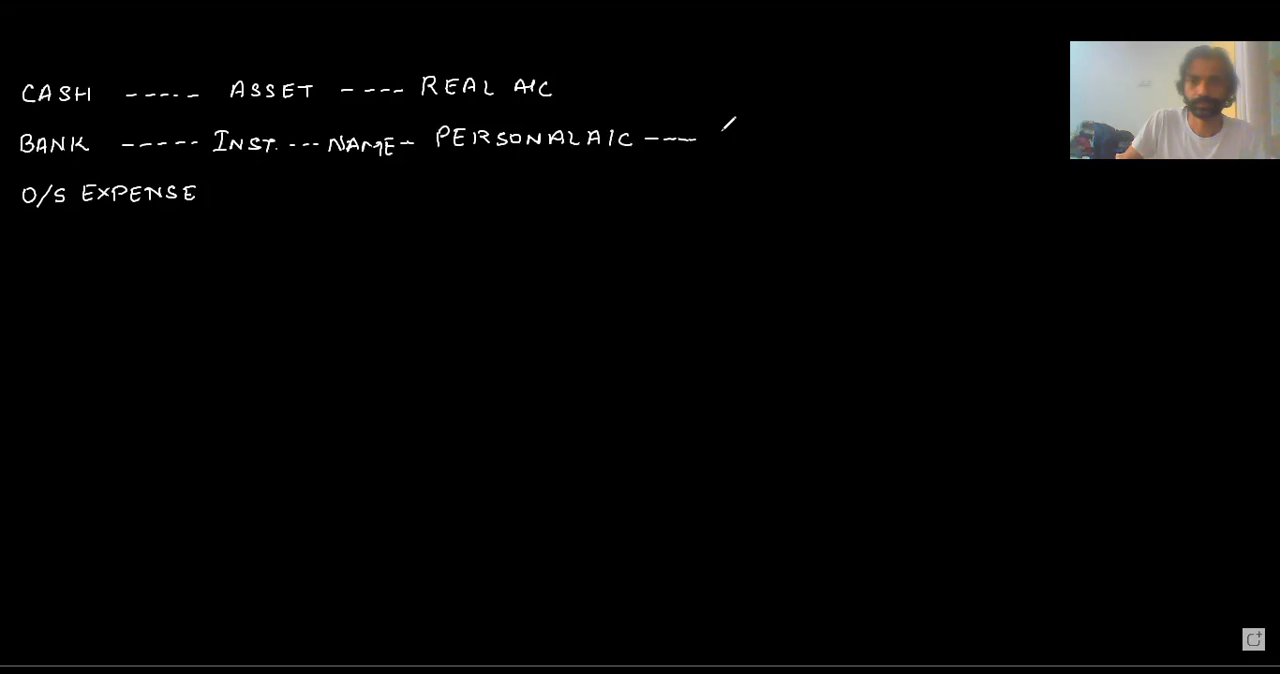 CASH ----- ASSET ---- REAL A/C
BANK ----- INST. --- NAME - PERSONAL A/C ---
O/S EXPENSE